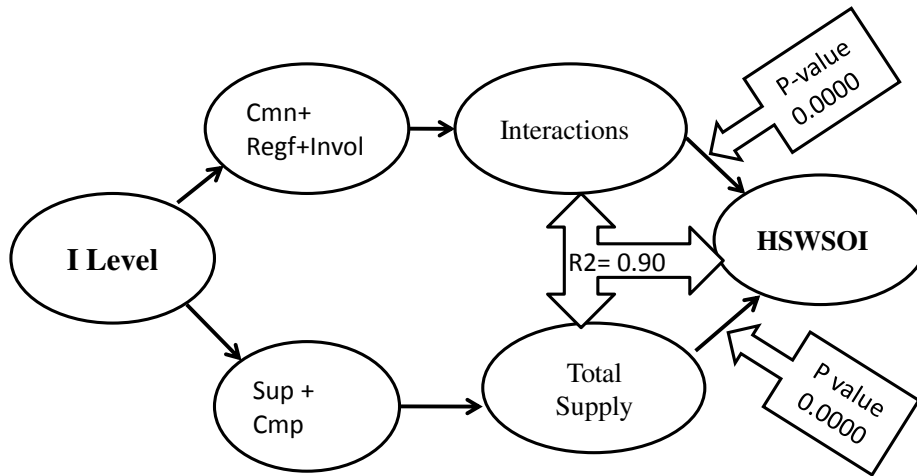 P-value
0.0000
Cmn+
Regf+Invol
Interactions
I Level
HSWSOI
R2= 0.90
Sup +
Cmp
Total
Supply
P value
0.0000